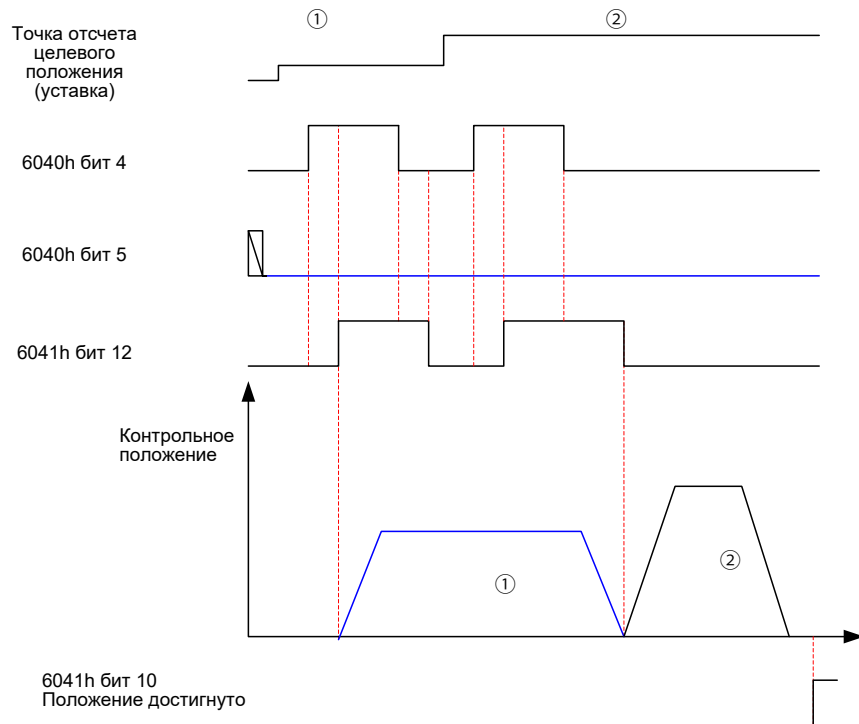 ①
②
Точка отсчета
целевого
положения
(уставка)
6040h бит 4
6040h бит 5
6041h бит 12
Контрольное
положение
①
②
6041h бит 10
Положение достигнуто